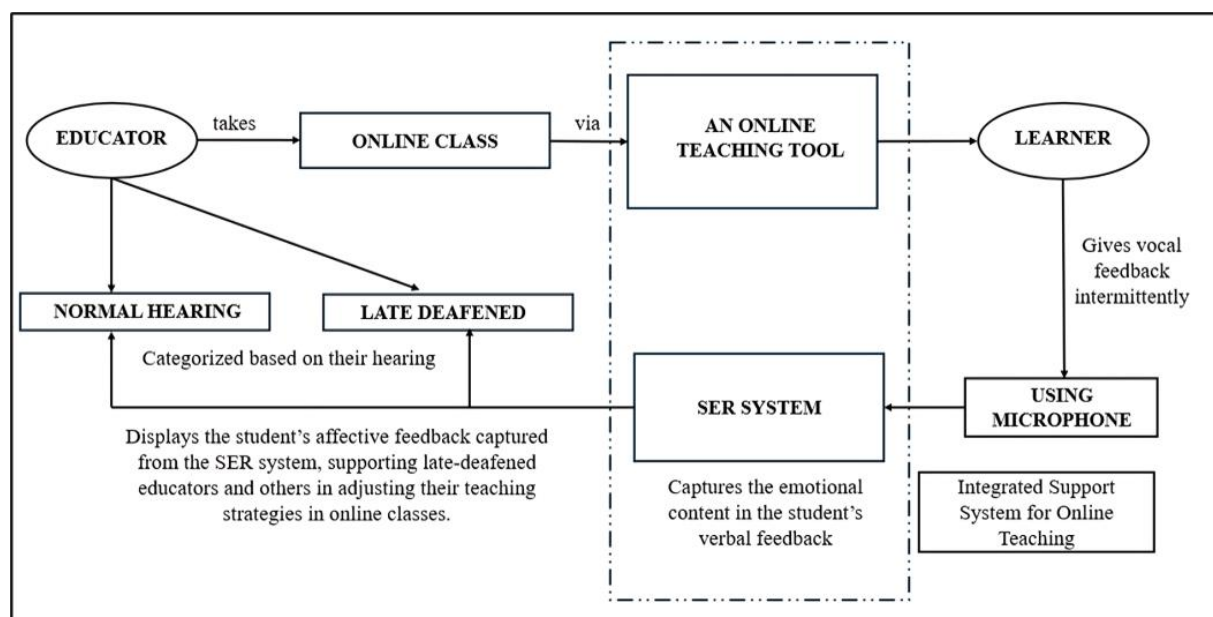 EDUCATOR
takes
ONLINE CLASS
via
AN ONLINE
TEACHING TOOL
LEARNER
Gives vocal
feedback
intermittently
NORMAL HEARING
LATE DEAFENED
Categorized based on their hearing
SER SYSTEM
USING
MICROPHONE
Displays the student’s affective feedback captured
from the SER system, supporting late-deafened
educators and others in adjusting their teaching
strategies in online classes.
Captures the emotional
content in the student’s
verbal feedback
Integrated Support
System for Online
Teaching